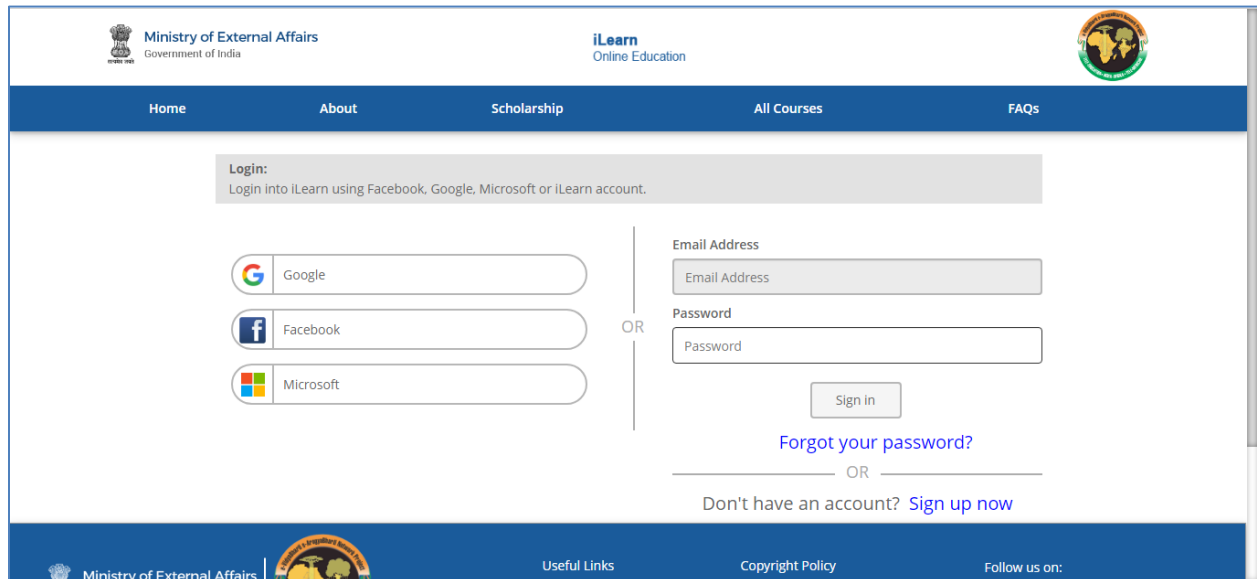 Ministry of External Affairs
Government of India
सत्यमेव जयते
iLearn
Online Education
Home About Scholarship All Courses FAQs
Login:
Login into iLearn using Facebook, Google, Microsoft or iLearn account.
Google
Facebook
Microsoft
OR
Email Address
Email Address
Password
Password
Sign in
Forgot your password?
OR
Don't have an account? Sign up now
Ministry of External Affairs
Useful Links
Copyright Policy
Follow us on: